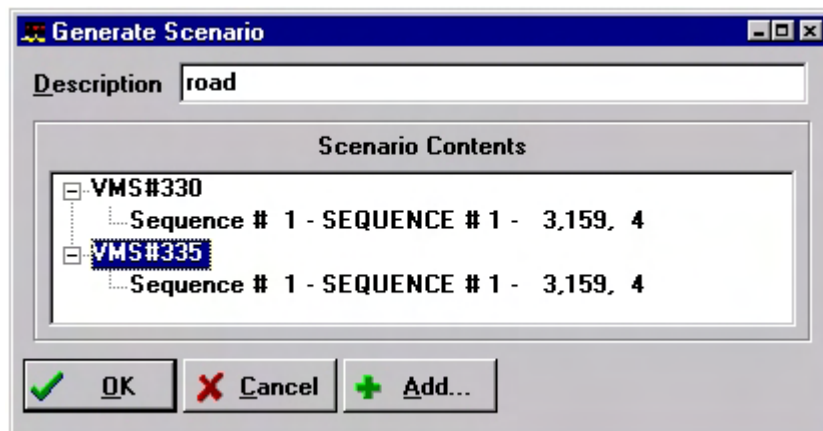 Generate Scenario
Description road
Scenario Contents
VMS#330
Sequence # 1 - SEQUENCE # 1 - 3,159, 4
VMS#335
Sequence # 1 - SEQUENCE # 1 - 3,159, 4
OK Cancel Add...